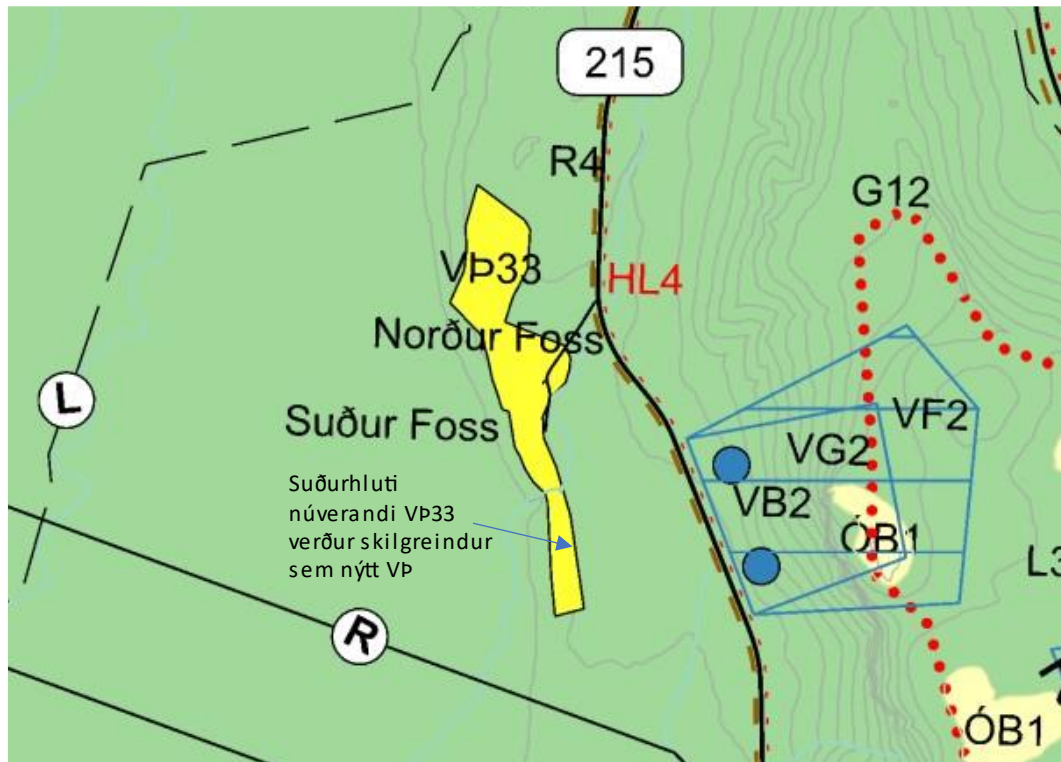 215
R4
G12
VÞ33
HL4
Norður Foss
L
VF2
Suður Foss
VG2
Suðurhluti
núverandi VÞ33
verður skilgreindur
sem nýtt VÞ
VB2
ÓB1
L3
R
ÓB1